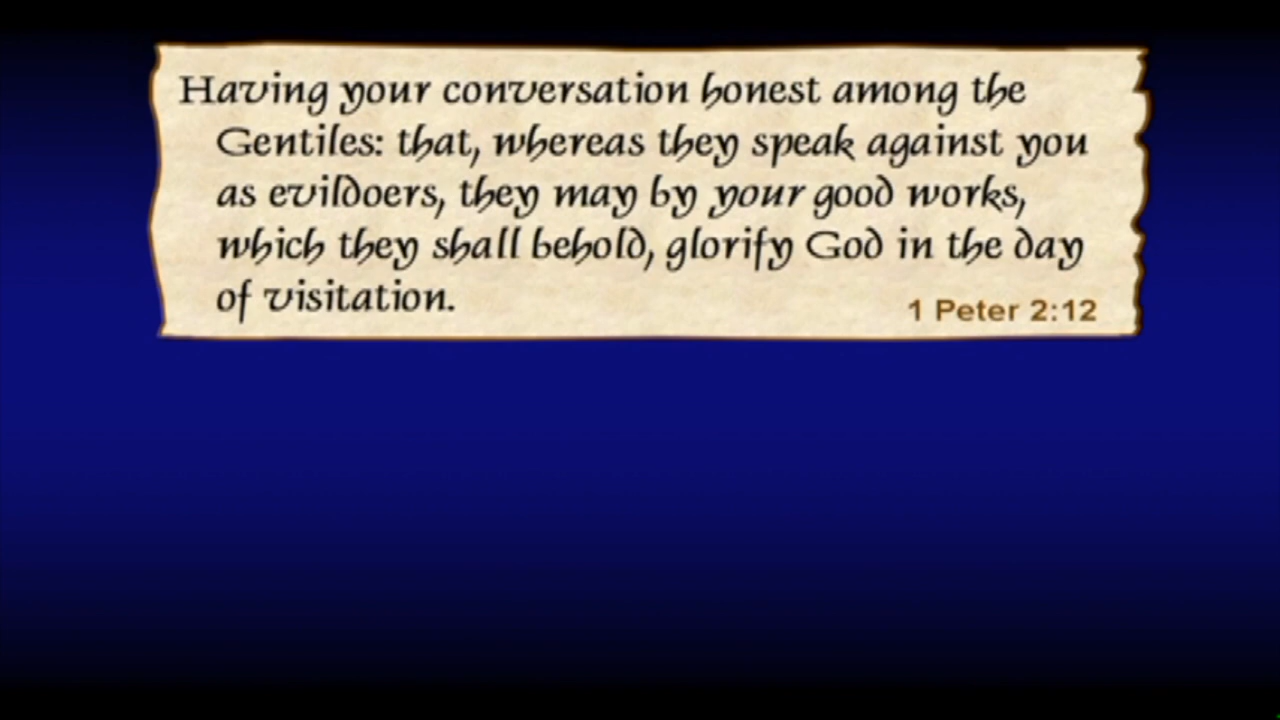 Having your conversation honest among the
Gentiles: that, whereas they speak against you
as evildoers, they may by your good works,
which they shall behold, glorify God in the day
of visitation.
1 Peter 2:12